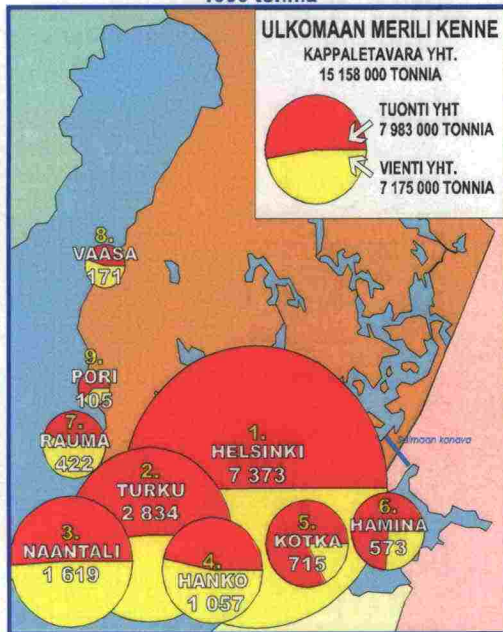 ULKOMAAN MERILI KENNE
KAPPALETAVARA YHT.
15 158 000 TONNIA
TUONTI YHT
7 983 000 TONNIA
VIENTI YHT.
7 175 000 TONNIA
8.
VAASA
171
9.
PORI
105
7.
RAUMA
422
1.
HELSINKI
7 373
Saimaan kanava
2.
TURKU
2 834
3.
NAANTALI
1 619
4.
HANKO
1 057
5.
KOTKA
715
6.
HAMINA
573